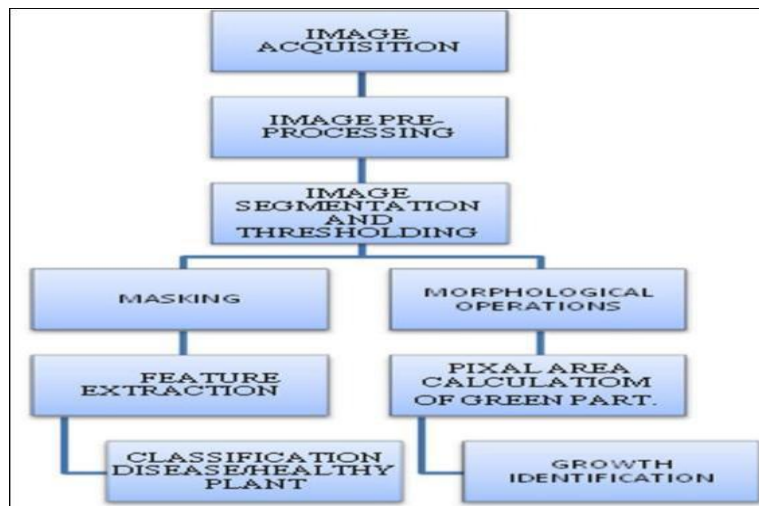 IMAGE
ACQUISITION
IMAGE PRE-
PROCESSING
IMAGE
SEGMENTATION
AND
THRESHOLDING
MASKING
MORPHOLOGICAL
OPERATIONS
FEATURE
EXTRACTION
PIXAL AREA
CALCULATIOM
OF GREEN PART.
CLASSIFICATION
DISEASE/HEALTHY
PLANT
GROWTH
IDENTIFICATION